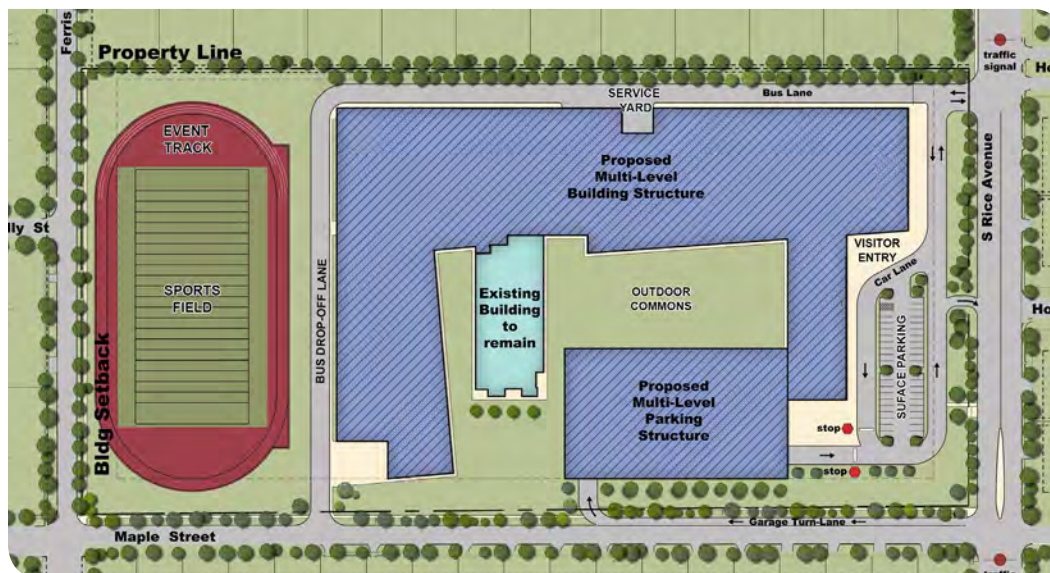 Ferris
Property Line
traffic
signal
Ho
EVENT
TRACK
SERVICE
YARD
Bus Lane
Proposed
Multi-Level
Building Structure
S Rice Avenue
lly St
VISITOR
ENTRY
Car Lane
SPORTS
FIELD
Existing
Building
to
remain
OUTDOOR
COMMONS
Ho
BUS DROP-OFF LANE
SUFACE PARKING
Bldg Setback
Proposed
Multi-Level
Parking
Structure
stop
stop
Garage Turn-Lane
Maple Street
traffic